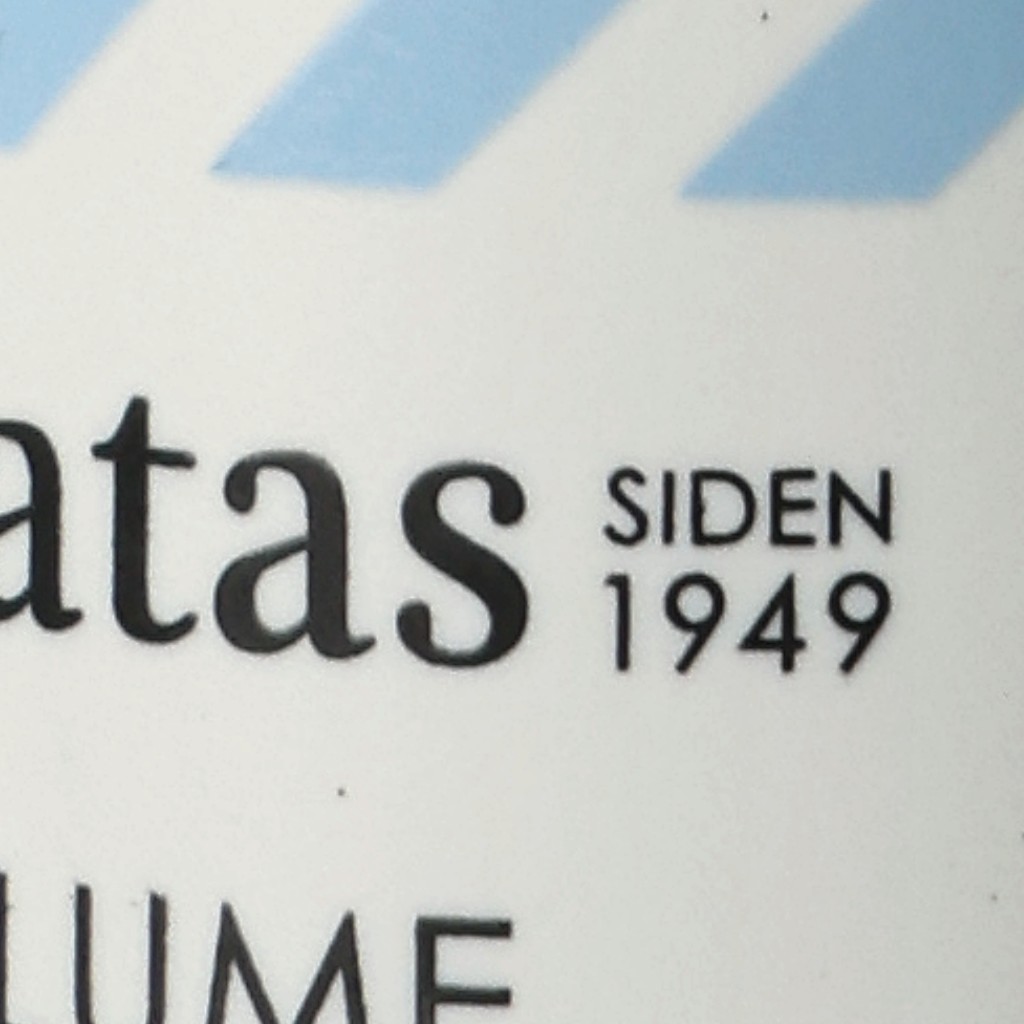 atas SIDEN
1949
LUME